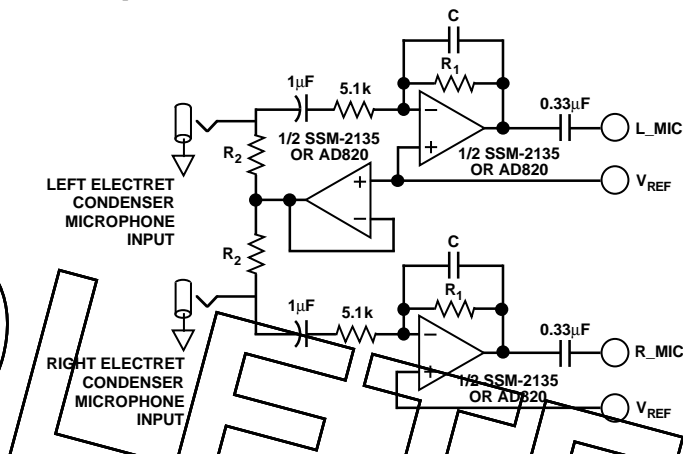 C
R1
1µF
5.1k
0.33µF
L_MIC
1/2 SSM-2135
OR AD820
1/2 SSM-2135
OR AD820
R2
VREF
LEFT ELECTRET
CONDENSER
MICROPHONE
INPUT
R2
C
R1
1µF
5.1k
0.33µF
R_MIC
1/2 SSM-2135
OR AD820
RIGHT ELECTRET
CONDENSER
MICROPHONE
INPUT
VREF